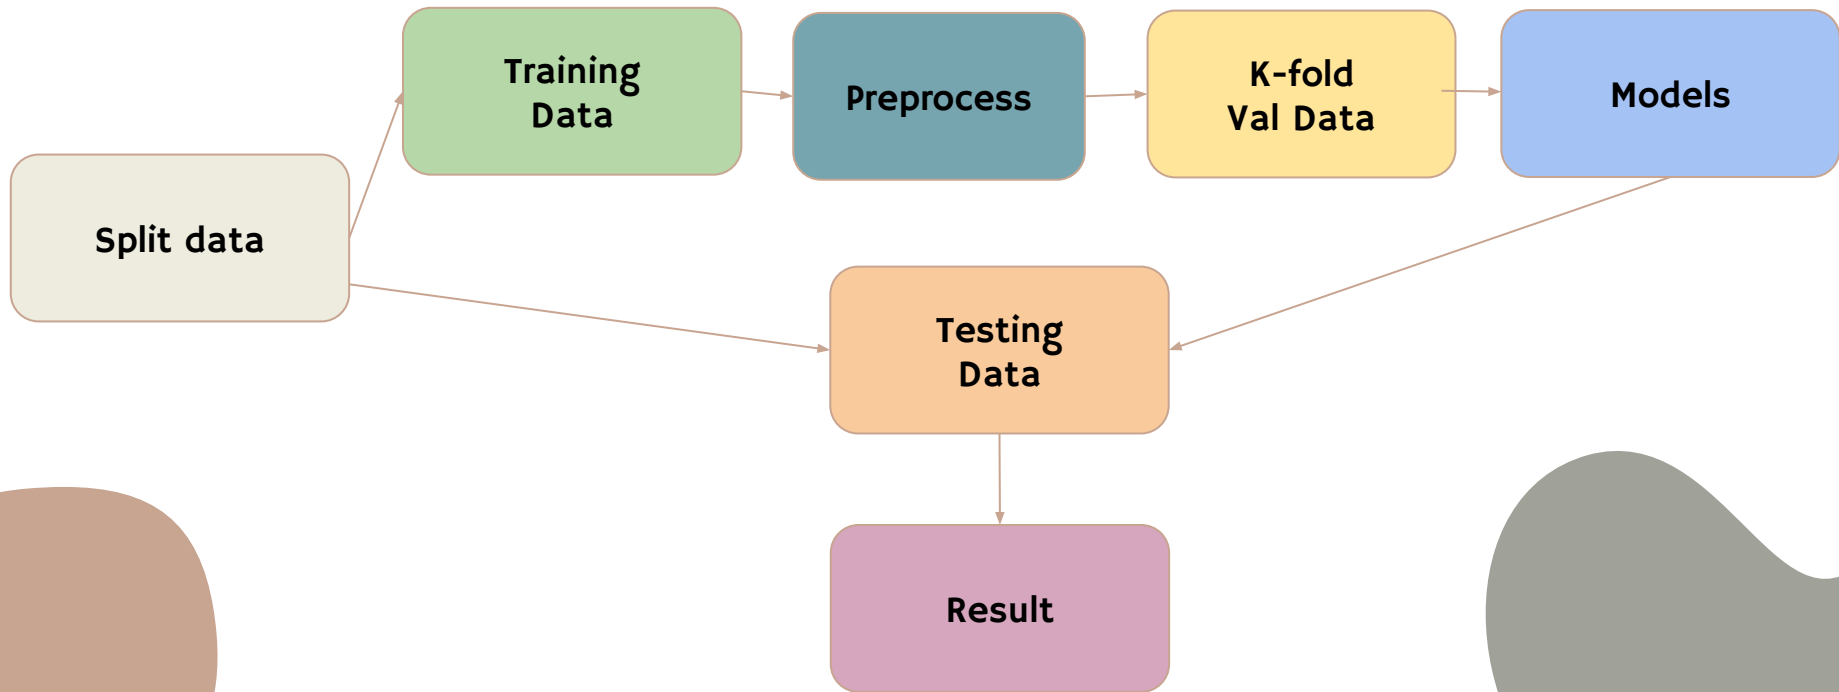 Split data
Training
Data
Preprocess
K-fold
Val Data
Models
Testing
Data
Result